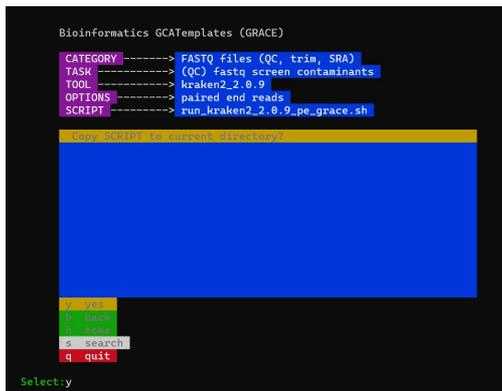 Bioinformatics GCATemplates (GRACE)
CATEGORY -------> FASTQ files (QC, trim, SRA)
TASK -----------> (QC) fastq screen contaminants
TOOL -----------> kraken2_2.0.9
OPTIONS --------> paired end reads
SCRIPT ---------> run_kraken2_2.0.9_pe_grace.sh
Copy SCRIPT to current directory?
y yes
b back
h home
s search
q quit
Select:y